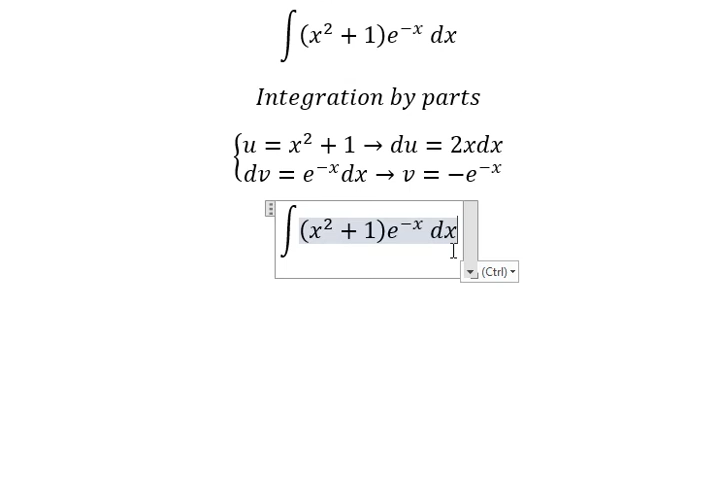 ∫(x² + 1)e⁻ˣ dx
Integration by parts
{u = x² + 1 → du = 2xdx
dv = e⁻ˣdx → v = −e⁻ˣ
∫(x² + 1)e⁻ˣ dx
(Ctrl)